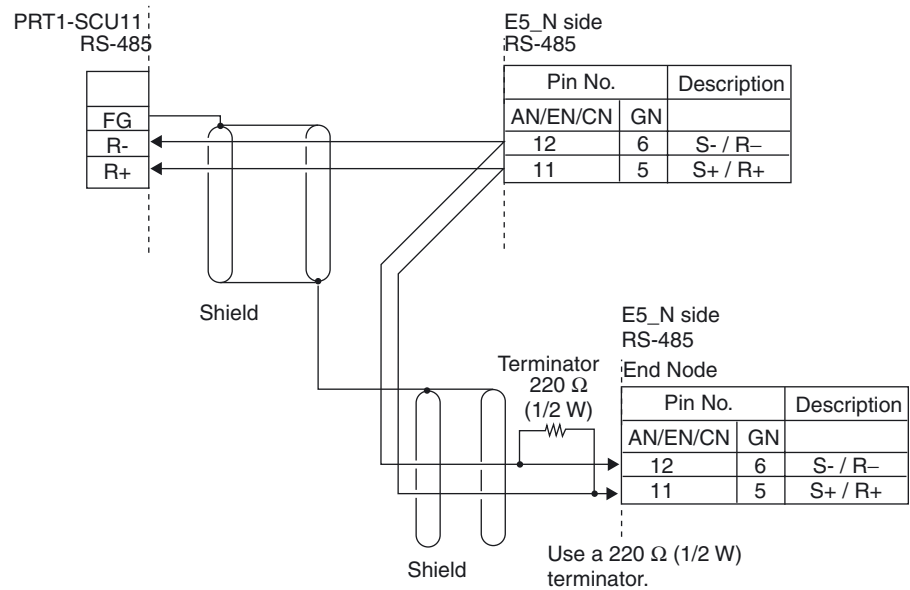 PRT1-SCU11
RS-485
FG
R-
R+
E5_N side
RS-485
Pin No. Description
AN/EN/CN GN
12 6 S- / R−
11 5 S+ / R+
Shield
E5_N side
RS-485
End Node
Terminator
220 Ω
(1/2 W)
Pin No. Description
AN/EN/CN GN
12 6 S- / R−
11 5 S+ / R+
Shield
Use a 220 Ω (1/2 W)
terminator.